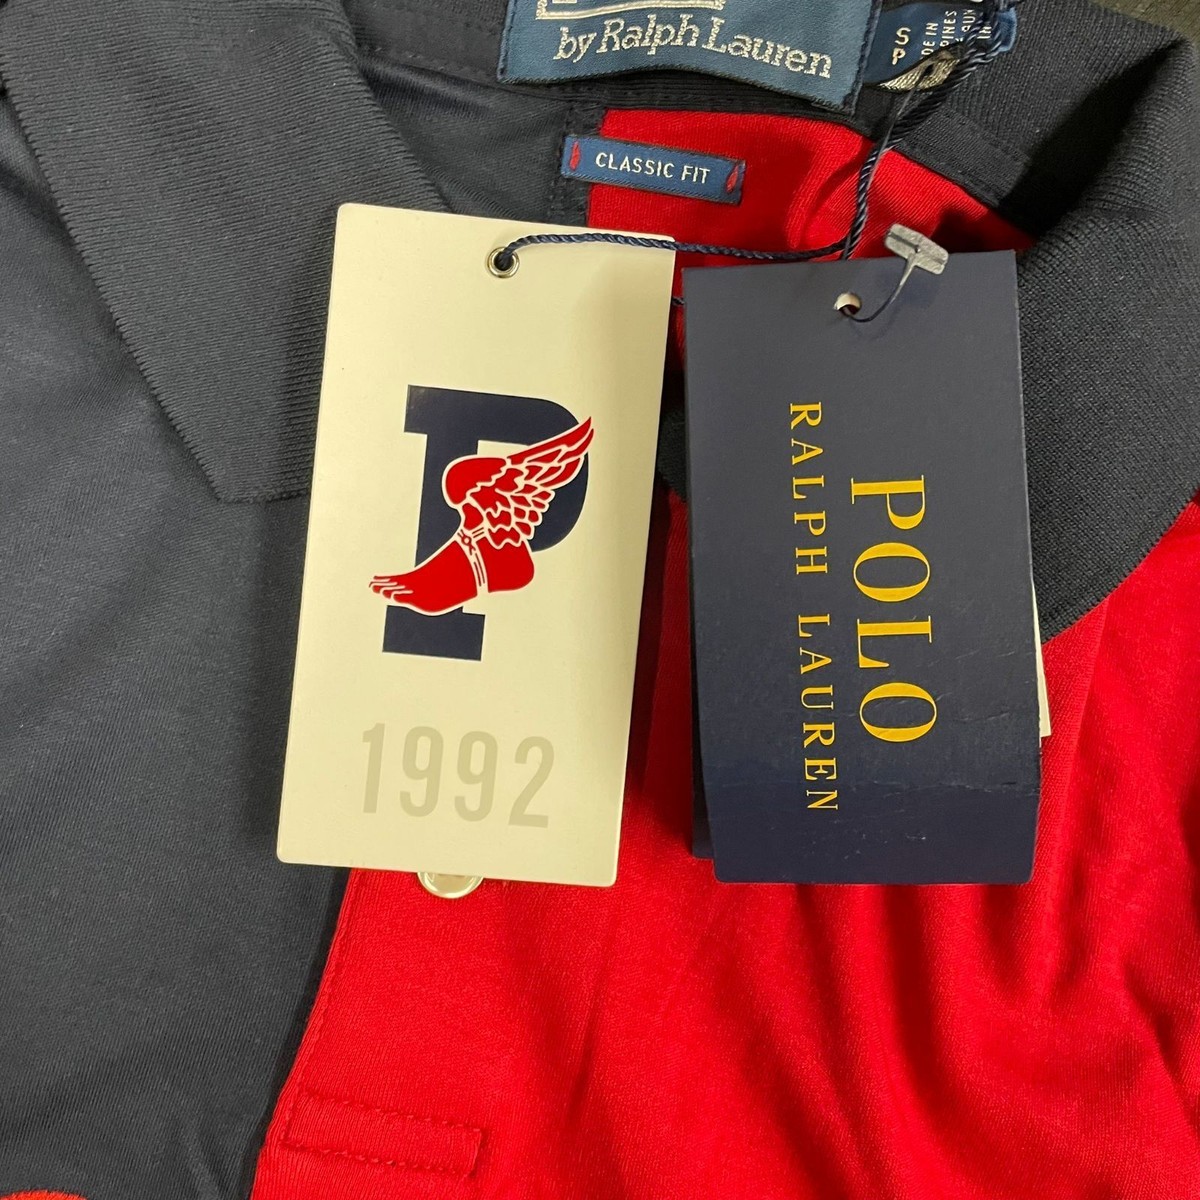 by Ralph Lauren
S
P
CLASSIC FIT
P
1992
POLO
RALPH LAUREN